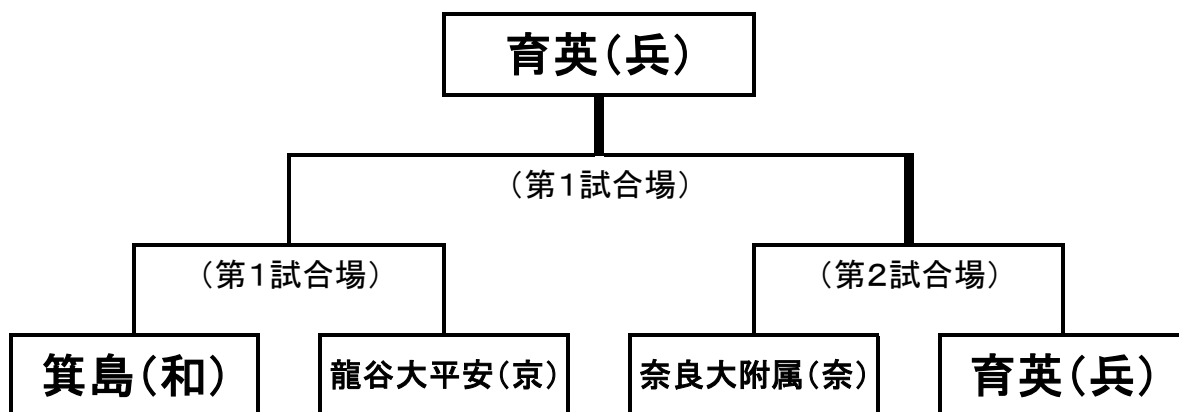 育英（兵）
（第１試合場）
（第１試合場）
（第２試合場）
箕島（和）
龍谷大平安（京）
奈良大附属（奈）
育英（兵）